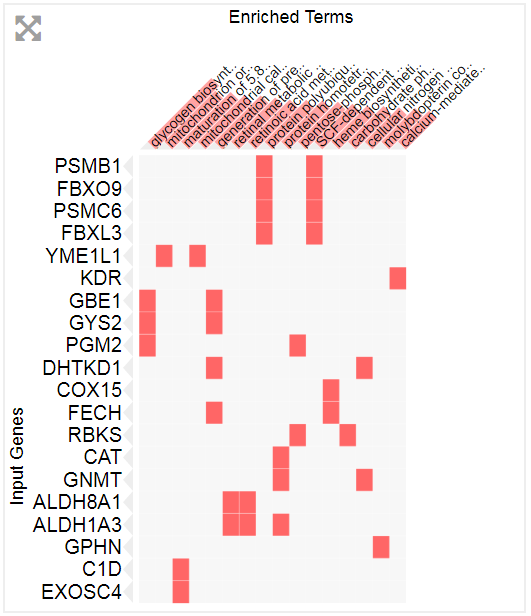 Enriched Terms
glycogen biosynt..
mitochondrion or..
maturation of 5.8..
mitochondrial cal..
generation of pre..
retinal metabolic ..
retinoic acid met..
protein polyubiqu..
protein homotetr..
pentose-phosph..
SCF-dependent ..
heme biosyntheti..
carbohydrate ph..
cellular nitrogen ..
molybdopterin co..
calcium-mediate..
Input Genes
PSMB1
FBXO9
PSMC6
FBXL3
YME1L1
KDR
GBE1
GYS2
PGM2
DHTKD1
COX15
FECH
RBKS
CAT
GNMT
ALDH8A1
ALDH1A3
GPHN
C1D
EXOSC4